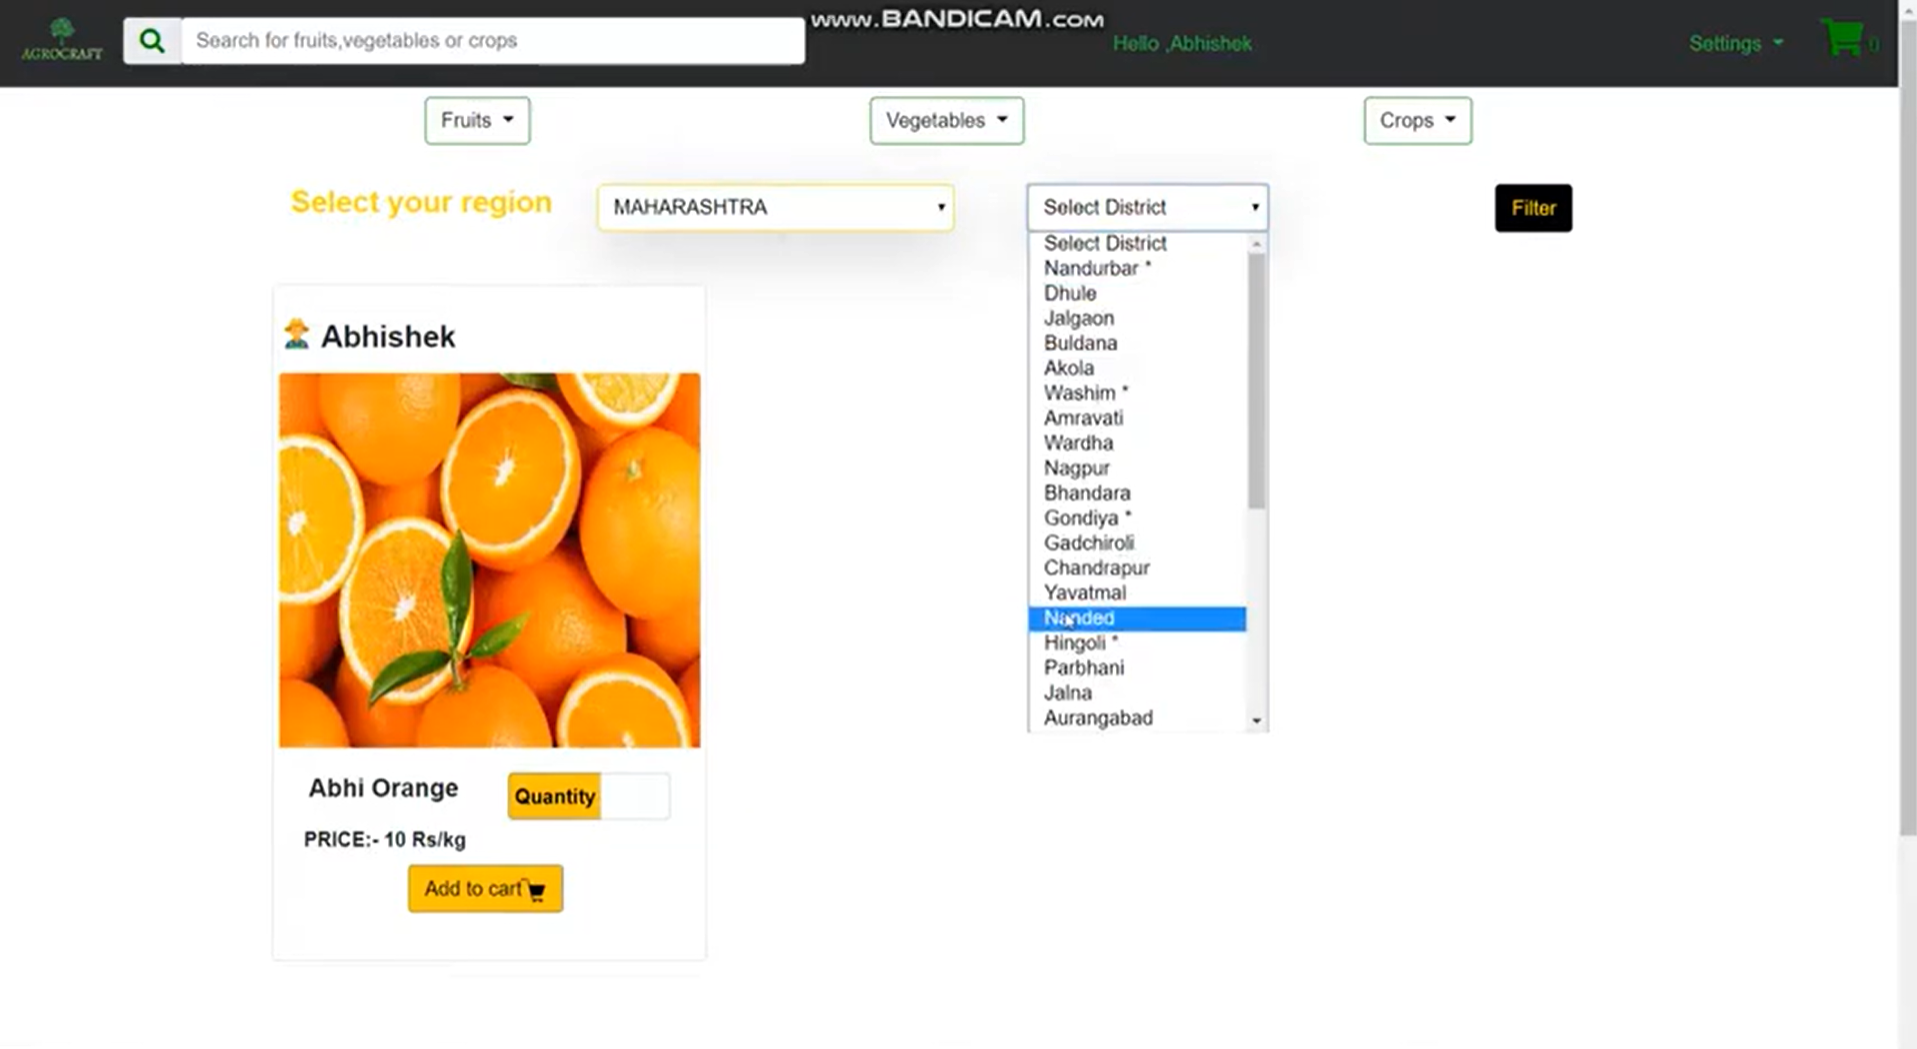 www.BANDICAM.com
AGROCRAFT
Search for fruits,vegetables or crops
Hello ,Abhishek
Settings
0
Fruits
Vegetables
Crops
Select your region
MAHARASHTRA
Select District
Filter
Select District
Nandurbar *
Dhule
Jalgaon
Buldana
Akola
Washim *
Amravati
Wardha
Nagpur
Bhandara
Gondiya *
Gadchiroli
Chandrapur
Yavatmal
Nanded
Hingoli *
Parbhani
Jalna
Aurangabad
Abhishek
Abhi Orange
Quantity
PRICE:- 10 Rs/kg
Add to cart